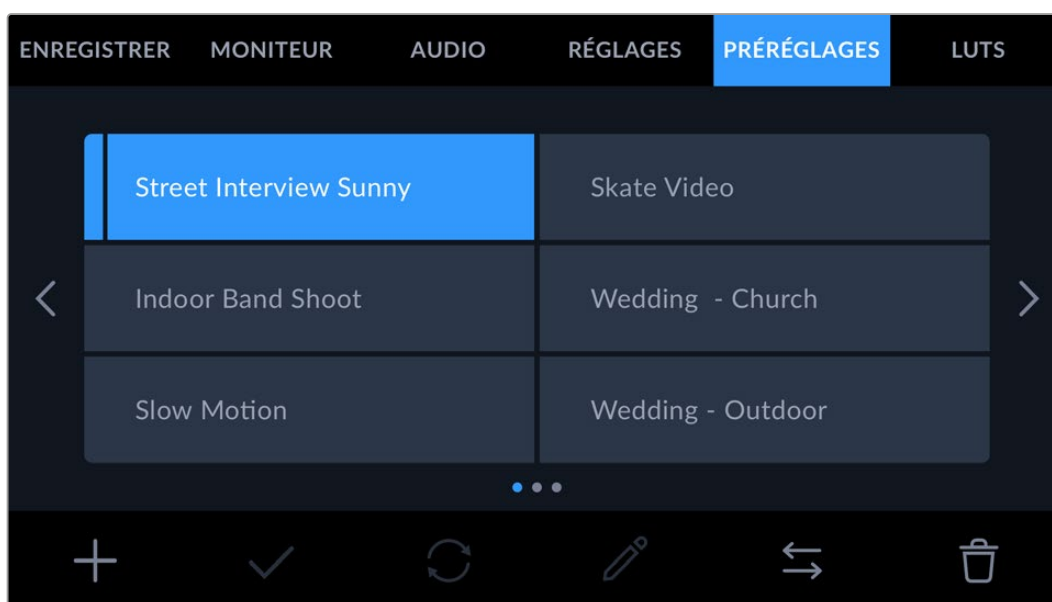 ENREGISTRER MONITEUR AUDIO RÉGLAGES PRÉRÉGLAGES LUTS
Street Interview Sunny Skate Video
Indoor Band Shoot Wedding - Church
Slow Motion Wedding - Outdoor